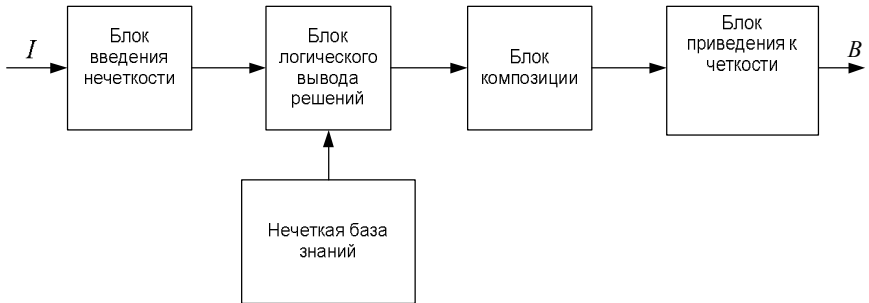 I
Блок
введения
нечеткости
Блок
логического
вывода
решений
Блок
композиции
Блок
приведения к
четкости
B
Нечеткая база
знаний